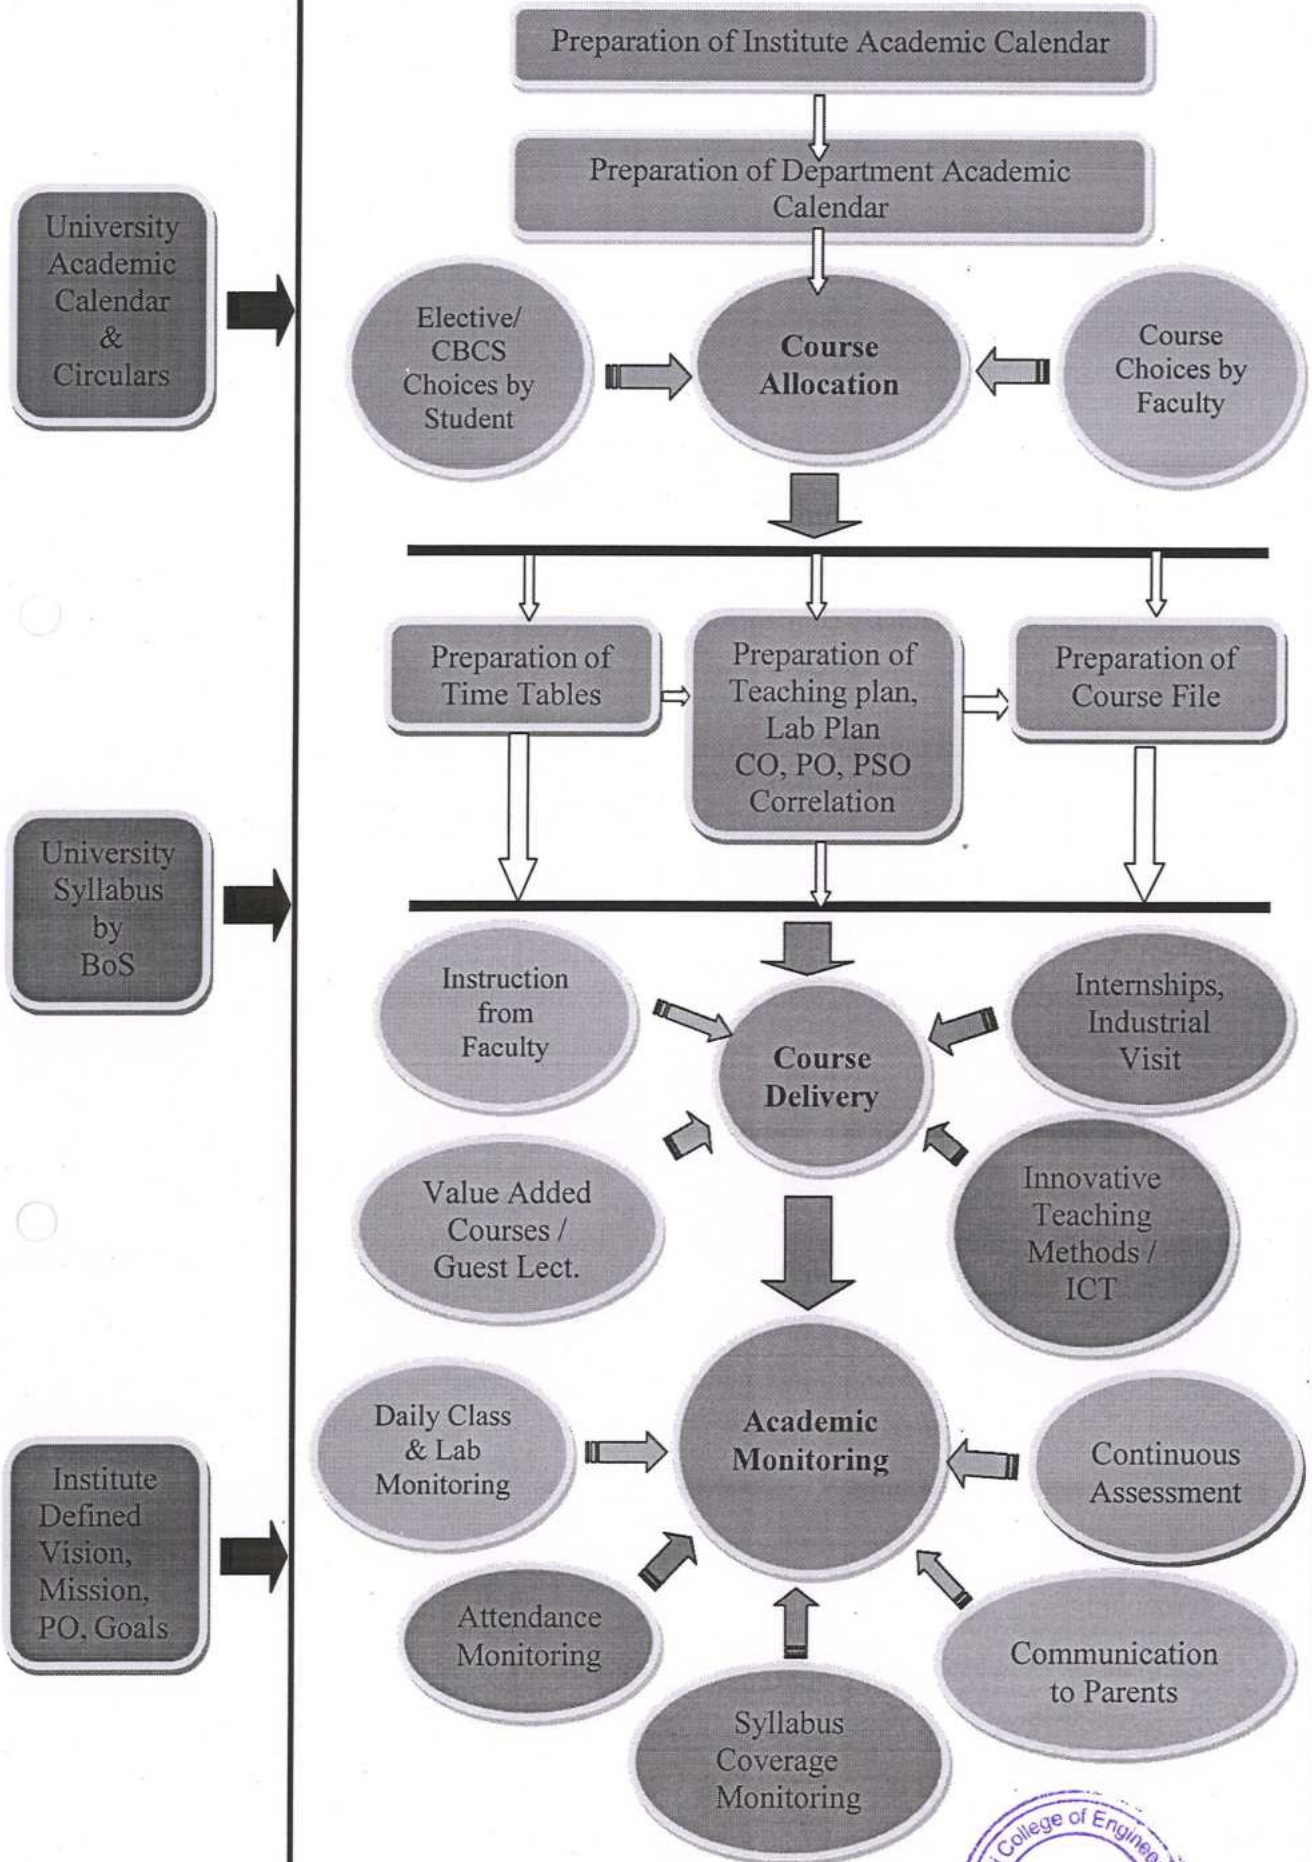 Preparation of Institute Academic Calendar
Preparation of Department Academic
Calendar
University
Academic
Calendar
&
Circulars
Elective/
CBCS
Choices by
Student
Course
Allocation
Course
Choices by
Faculty
Preparation of
Time Tables
Preparation of
Teaching plan,
Lab Plan
CO, PO, PSO
Correlation
Preparation of
Course File
University
Syllabus
by
BoS
Instruction
from
Faculty
Course
Delivery
Internships,
Industrial
Visit
Value Added
Courses /
Guest Lect.
Innovative
Teaching
Methods /
ICT
Daily Class
& Lab
Monitoring
Academic
Monitoring
Continuous
Assessment
Institute
Defined
Vision,
Mission,
PO, Goals
Attendance
Monitoring
Communication
to Parents
Syllabus
Coverage
Monitoring
College of Enginee